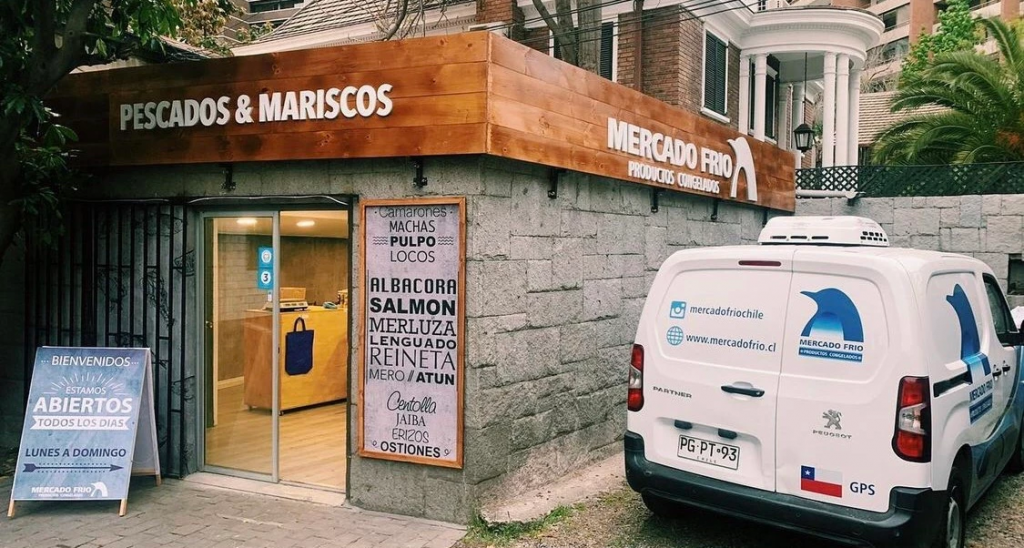 PESCADOS & MARISCOS
MERCADO FRIO
PRODUCTOS CONGELADOS
Camarones
MACHAS
PULPO
LOCOS
ALBACORA
SALMON
MERLUZA
LENGUADO
REINETA
MERO // ATUN
Centolla
JAIBA
ERIZOS
OSTIONES
3
BIENVENIDOS
ESTAMOS
ABIERTOS
TODOS LOS DIAS
LUNES A DOMINGO
MERCADO FRIO
mercadofriochile
www.mercadofrio.cl
MERCADO FRIO
PRODUCTOS CONGELADOS
PARTNER
PEUGEOT
PG PT 93
CHILE
GPS